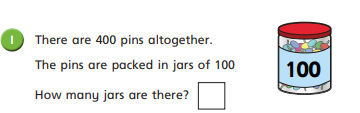 1
There are 400 pins altogether.
The pins are packed in jars of 100
How many jars are there?
100